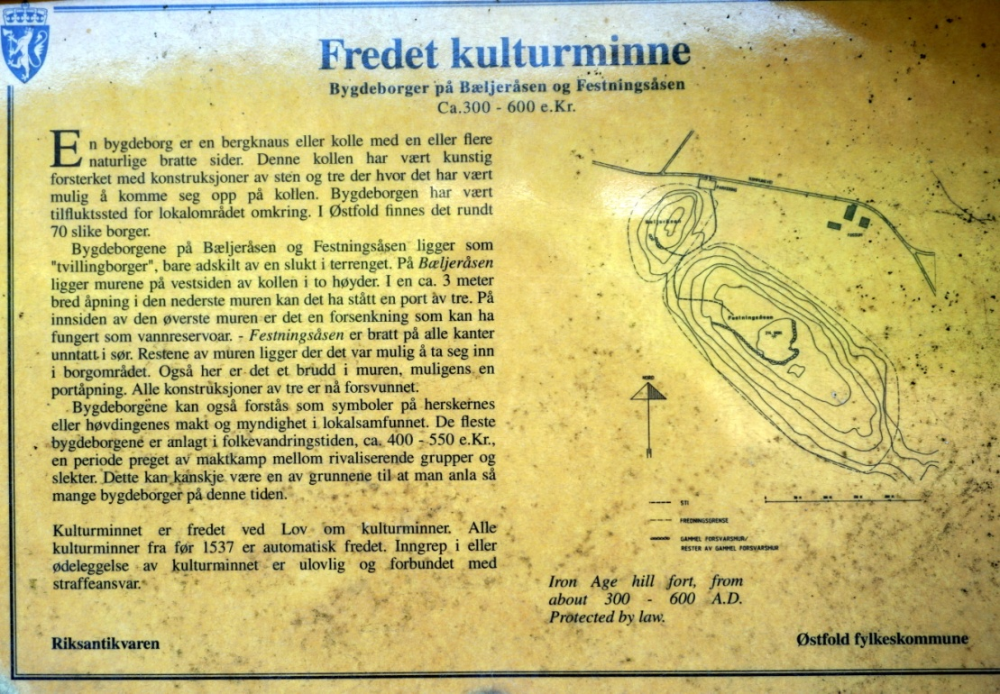 Fredet kulturminne
Bygdeborger på Bæljeråsen og Festningsåsen
Ca.300 - 600 e.Kr.
En bygdeborg er en bergknaus eller kolle med en eller flere
naturlige bratte sider. Denne kollen har vært kunstig
forsterket med konstruksjoner av sten og tre der hvor det har vært
mulig å komme seg opp på kollen. Bygdeborgen har vært
tilfluktssted for lokalområdet omkring. I Østfold finnes det rundt
70 slike borger.
Bygdeborgene på Bæljeråsen og Festningsåsen ligger som
"tvillingborger", bare adskilt av en slukt i terrenget. På Bæljeråsen
ligger murene på vestsiden av kollen i to høyder. I en ca. 3 meter
bred åpning i den nederste muren kan det ha stått en port av tre. På
innsiden av den øverste muren er det en forsenkning som kan ha
fungert som vannreservoar. - Festningsåsen er bratt på alle kanter
unntatt i sør. Restene av muren ligger der det var mulig å ta seg inn
i borgområdet. Også her er det et brudd i muren, muligens en
portåpning. Alle konstruksjoner av tre er nå forsvunnet.
Bygdeborgene kan også forstås som symboler på herskernes
eller høvdingenes makt og myndighet i lokalsamfunnet. De fleste
bygdeborgene er anlagt i folkevandringstiden, ca. 400 - 550 e.Kr.,
en periode preget av maktkamp mellom rivaliserende grupper og
slekter. Dette kan kanskje være en av grunnene til at man anla så
mange bygdeborger på denne tiden.
Kulturminnet er fredet ved Lov om kulturminner. Alle
kulturminner fra før 1537 er automatisk fredet. Inngrep i eller
ødeleggelse av kulturminnet er ulovlig og forbundet med
straffeansvar.
Riksantikvaren
Bæljeråsen
Festningsåsen
NORD
STI
FREDNINGSGRENSE
GAMMEL FORSVARSMUR/
RESTER AV GAMMEL FORSVARSMUR
Iron Age hill fort, from
about 300 - 600 A.D.
Protected by law.
Østfold fylkeskommune